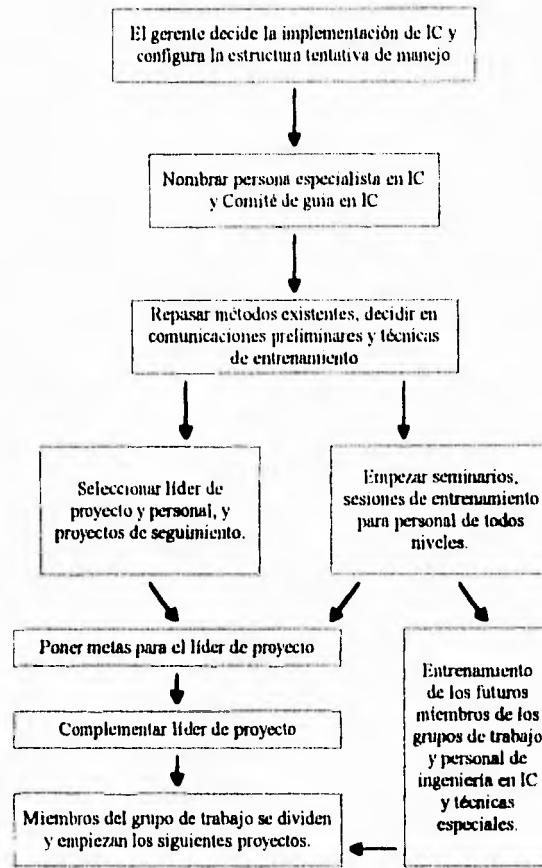 El gerente decide la implementación de IC y
configura la estructura tentativa de manejo
Nombrar persona especialista en IC
y Comité de guia en IC
Repasar métodos existentes, decidir en
comunicaciones preliminares y técnicas
de entrenamiento
Seleccionar líder de
proyecto y personal, y
proyectos de seguimiento.
Empezar seminarios,
sesiones de entrenamiento
para personal de todos
niveles.
Poner metas para el líder de proyecto
Complementar líder de proyecto
Miembros del grupo de trabajo se dividen
y empiezan los siguientes proyectos.
Entrenamiento
de los futuros
miembros de los
grupos de trabajo
y personal de
ingeniería en IC
y técnicas
especiales.